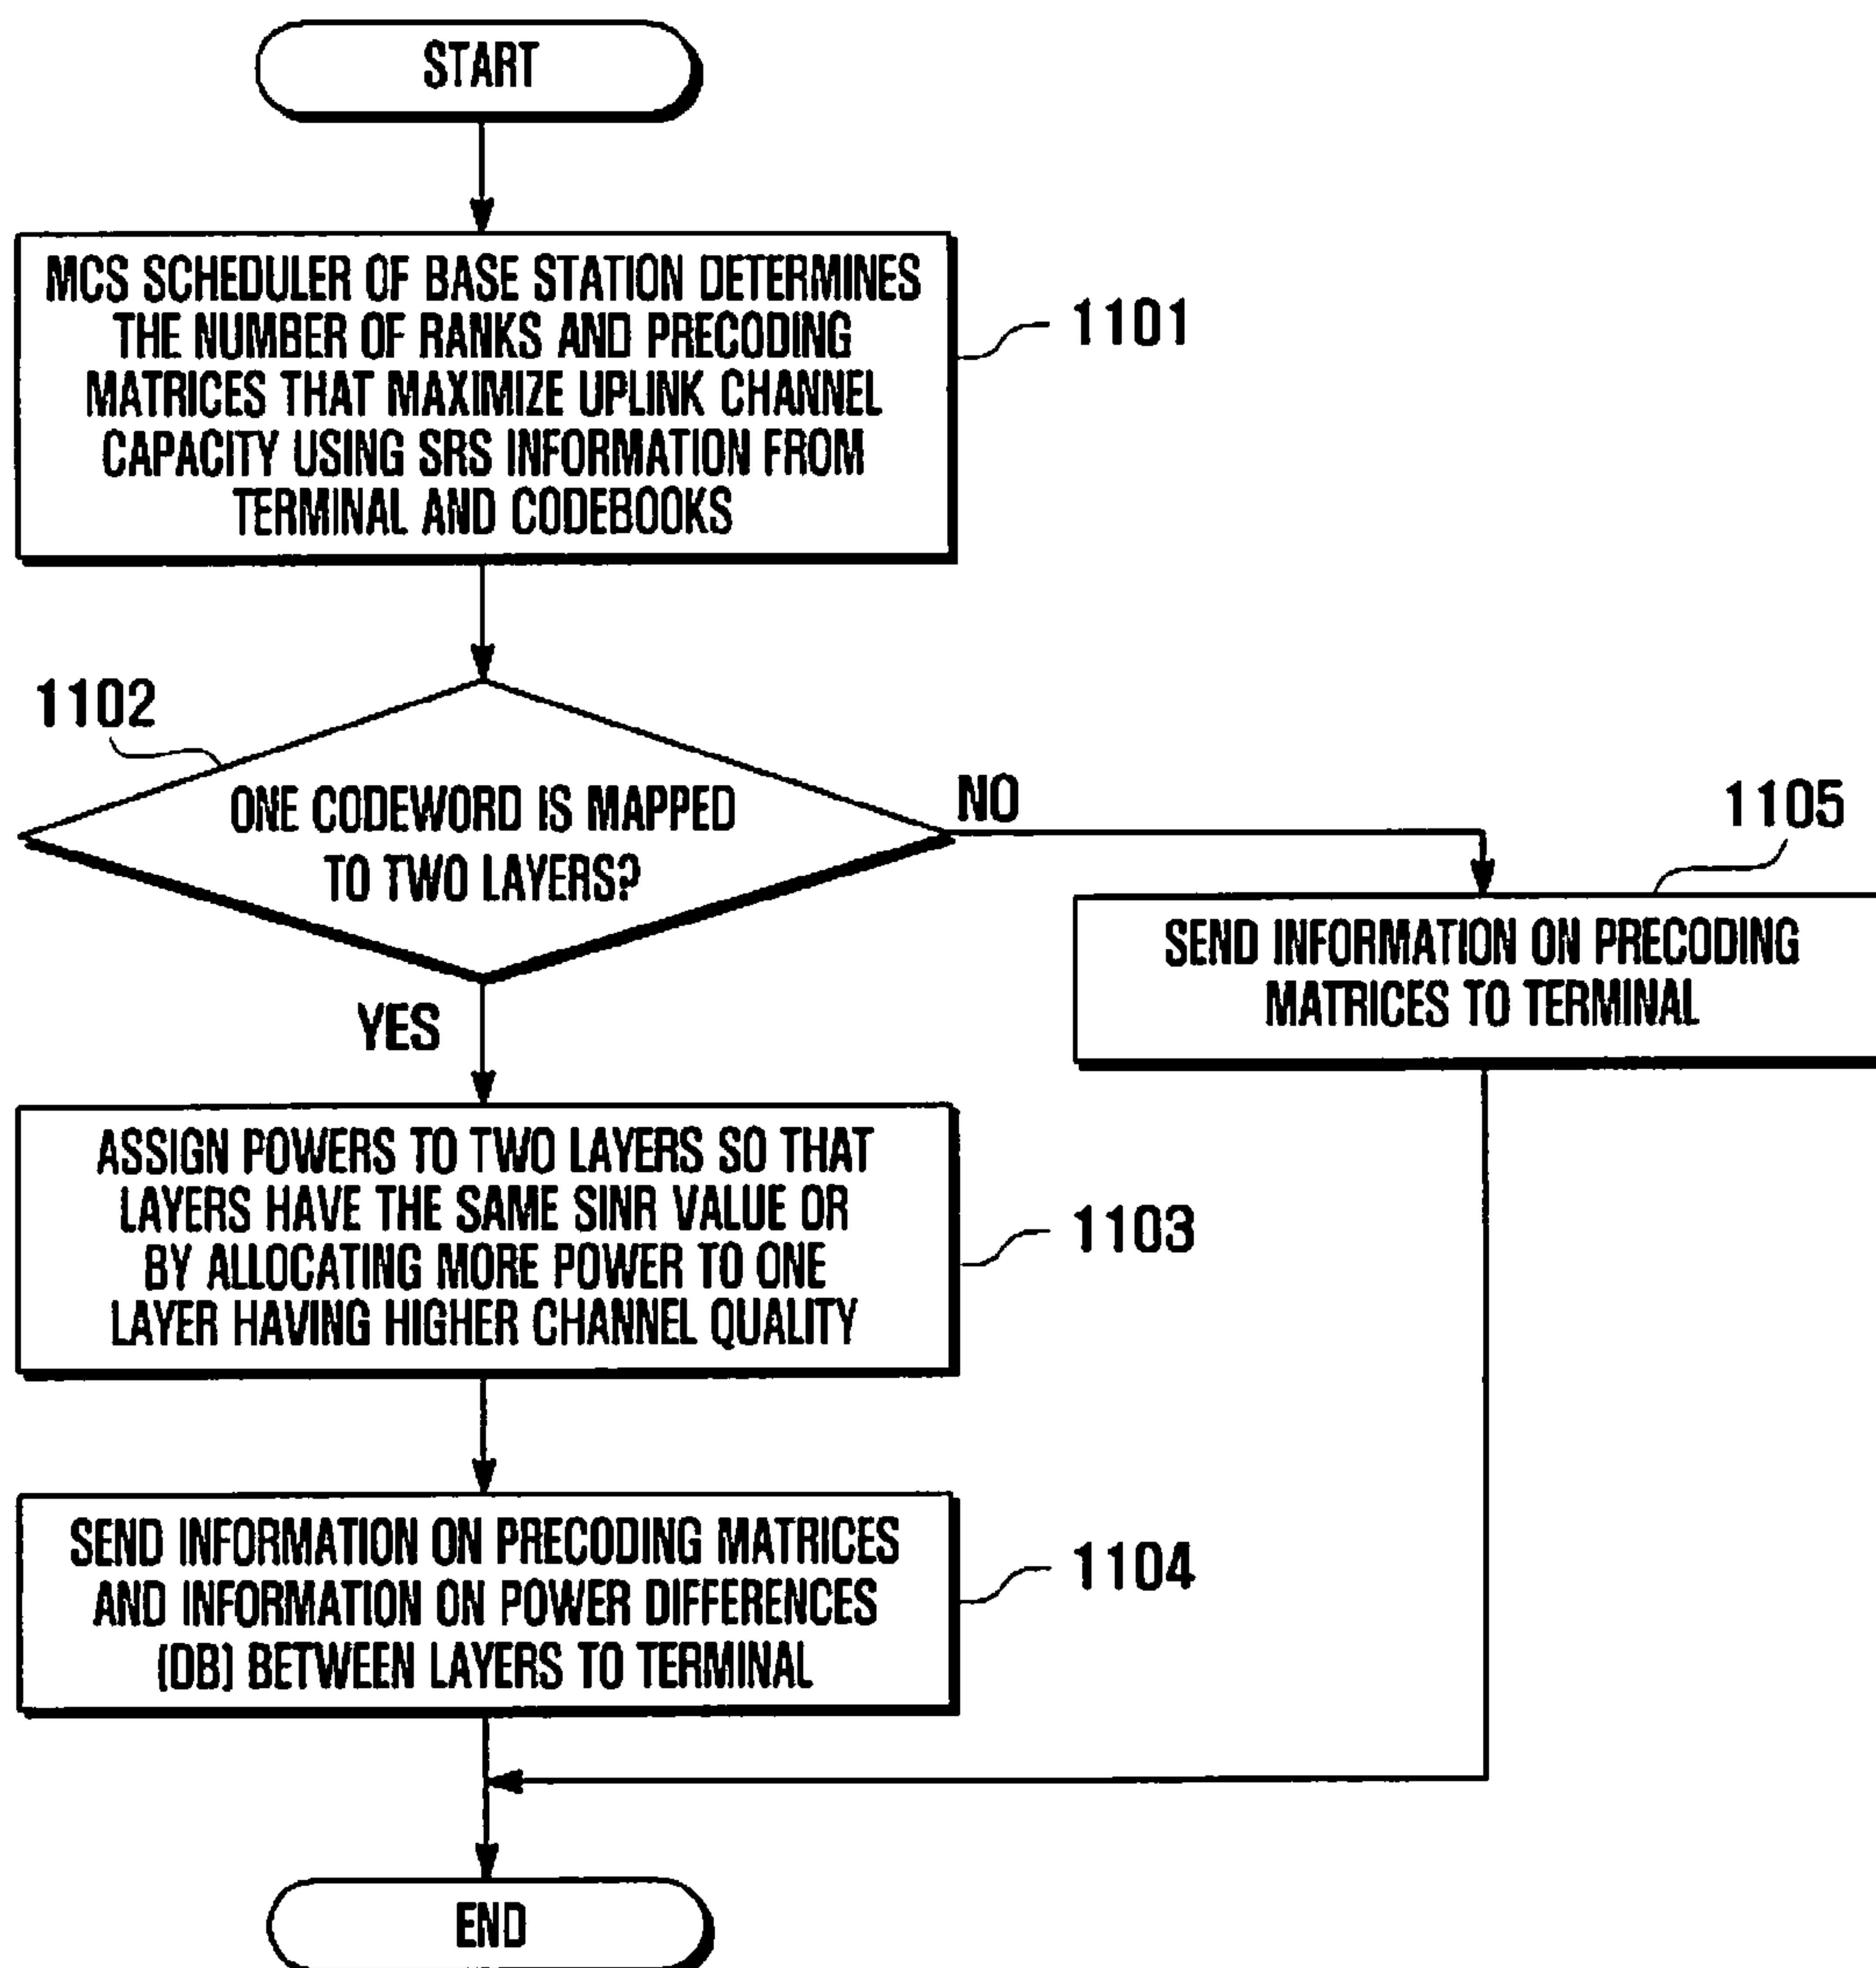 START
MCS SCHEDULER OF BASE STATION DETERMINES
THE NUMBER OF RANKS AND PRECODING
MATRICES THAT MAXIMIZE UPLINK CHANNEL
CAPACITY USING SRS INFORMATION FROM
TERMINAL AND CODEBOOKS
1101
1102
ONE CODEWORD IS MAPPED
TO TWO LAYERS?
NO
YES
1105
SEND INFORMATION ON PRECODING
MATRICES TO TERMINAL
ASSIGN POWERS TO TWO LAYERS SO THAT
LAYERS HAVE THE SAME SINR VALUE OR
BY ALLOCATING MORE POWER TO ONE
LAYER HAVING HIGHER CHANNEL QUALITY
1103
SEND INFORMATION ON PRECODING MATRICES
AND INFORMATION ON POWER DIFFERENCES
(DB) BETWEEN LAYERS TO TERMINAL
1104
END